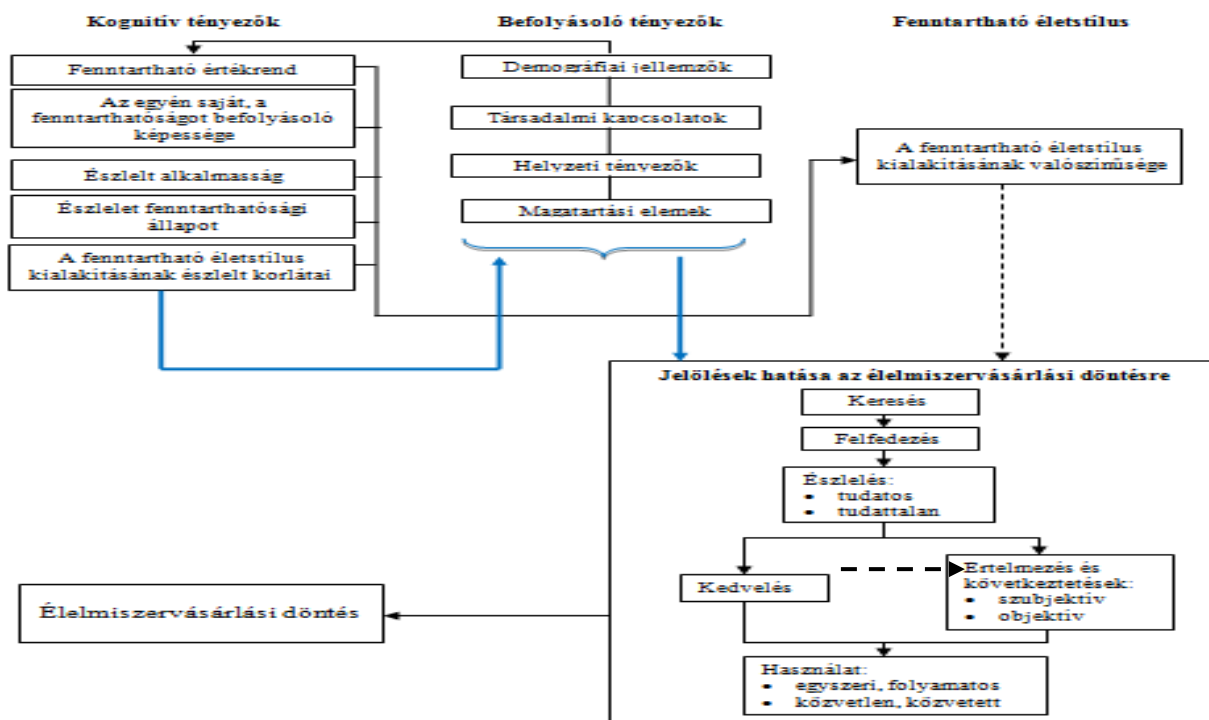 Kognitív tényezők
Fenntartható értékrend
Az egyén saját, a
fenntarthatóságot befolyásoló
képessége
Észlelt alkalmasság
Észlelet fenntarthatósági
állapot
A fenntartható életstílus
kialakításának észlelt korlátai
Befolyásoló tényezők
Demográfiai jellemzők
Társadalmi kapcsolatok
Helyzeti tényezők
Magatartási elemek
Fenntartható életstílus
A fenntartható életstílus
kialakításának valószínűsége
Jelölések hatása az élelmiszervásárlási döntésre
Keresés
Felfedezés
Észlelés:
• tudatos
• tudattalan
Kedvelés
Értelmezés és
következtetések:
• szubjektív
• objektív
Használat:
• egyszeri, folyamatos
• közvetlen, közvetett
Élelmiszervásárlási döntés